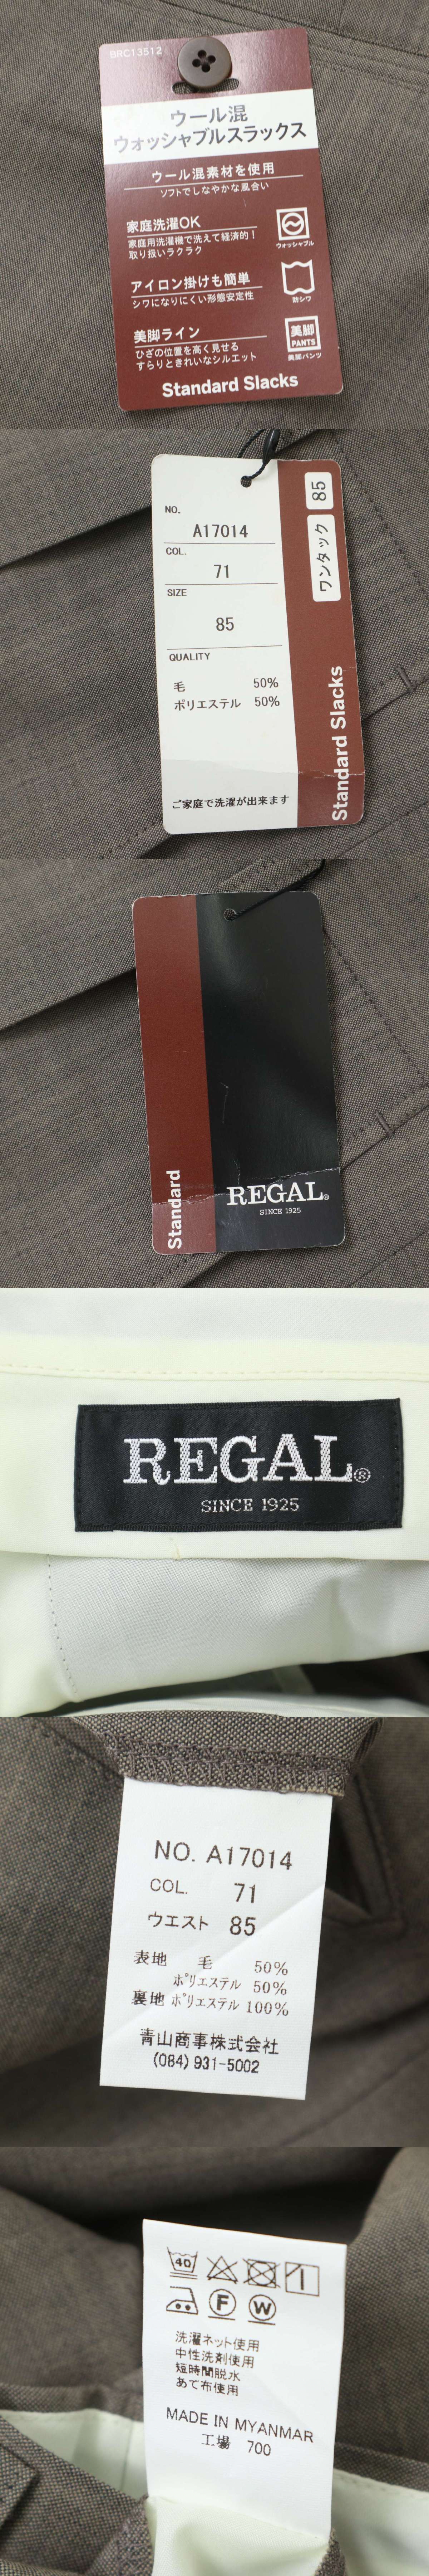 BRC13512
ウール混
ウォッシャブルスラックス
ウール混素材を使用
ソフトでしなやかな風合い
家庭洗濯OK
家庭用洗濯機で洗えて経済的!
取り扱いラクラク
ウォッシャブル
アイロン掛けも簡単
シワになりにくい形態安定性
防シワ
美脚ライン
ひざの位置を高く見せる
すらりときれいなシルエット
美脚
PANTS
美脚パンツ
Standard Slacks
NO.
A17014
COL.
71
SIZE
85
QUALITY
毛 50%
ポリエステル 50%
ご家庭で洗濯が出来ます
85
ワンタック
Standard Slacks
Standard
REGAL®
SINCE 1925
REGAL®
SINCE 1925
NO. A17014
COL. 71
ウエスト 85
表地 毛 50%
ポリエステル 50%
裏地 ポリエステル 100%
青山商事株式会社
(084) 931-5002
40
F W
洗濯ネット使用
中性洗剤使用
短時間脱水
あて布使用
MADE IN MYANMAR
工場 700